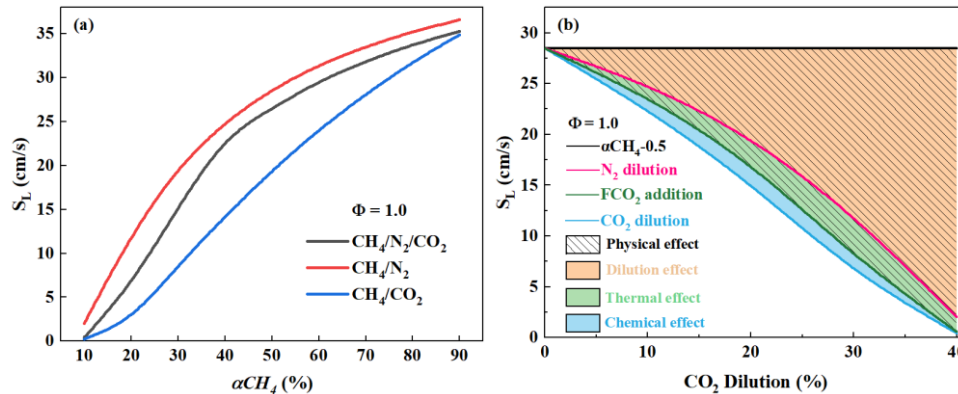 (a)
35
30
25
20
15
10
5
0
S_L (cm/s)
Φ = 1.0
CH₄/N₂/CO₂
CH₄/N₂
CH₄/CO₂
10 20 30 40 50 60 70 80 90
αCH₄ (%)
(b)
30
25
20
15
10
5
0
S_L (cm/s)
Φ = 1.0
αCH₄-0.5
N₂ dilution
FCO₂ addition
CO₂ dilution
Physical effect
Dilution effect
Thermal effect
Chemical effect
0 10 20 30 40
CO₂ Dilution (%)